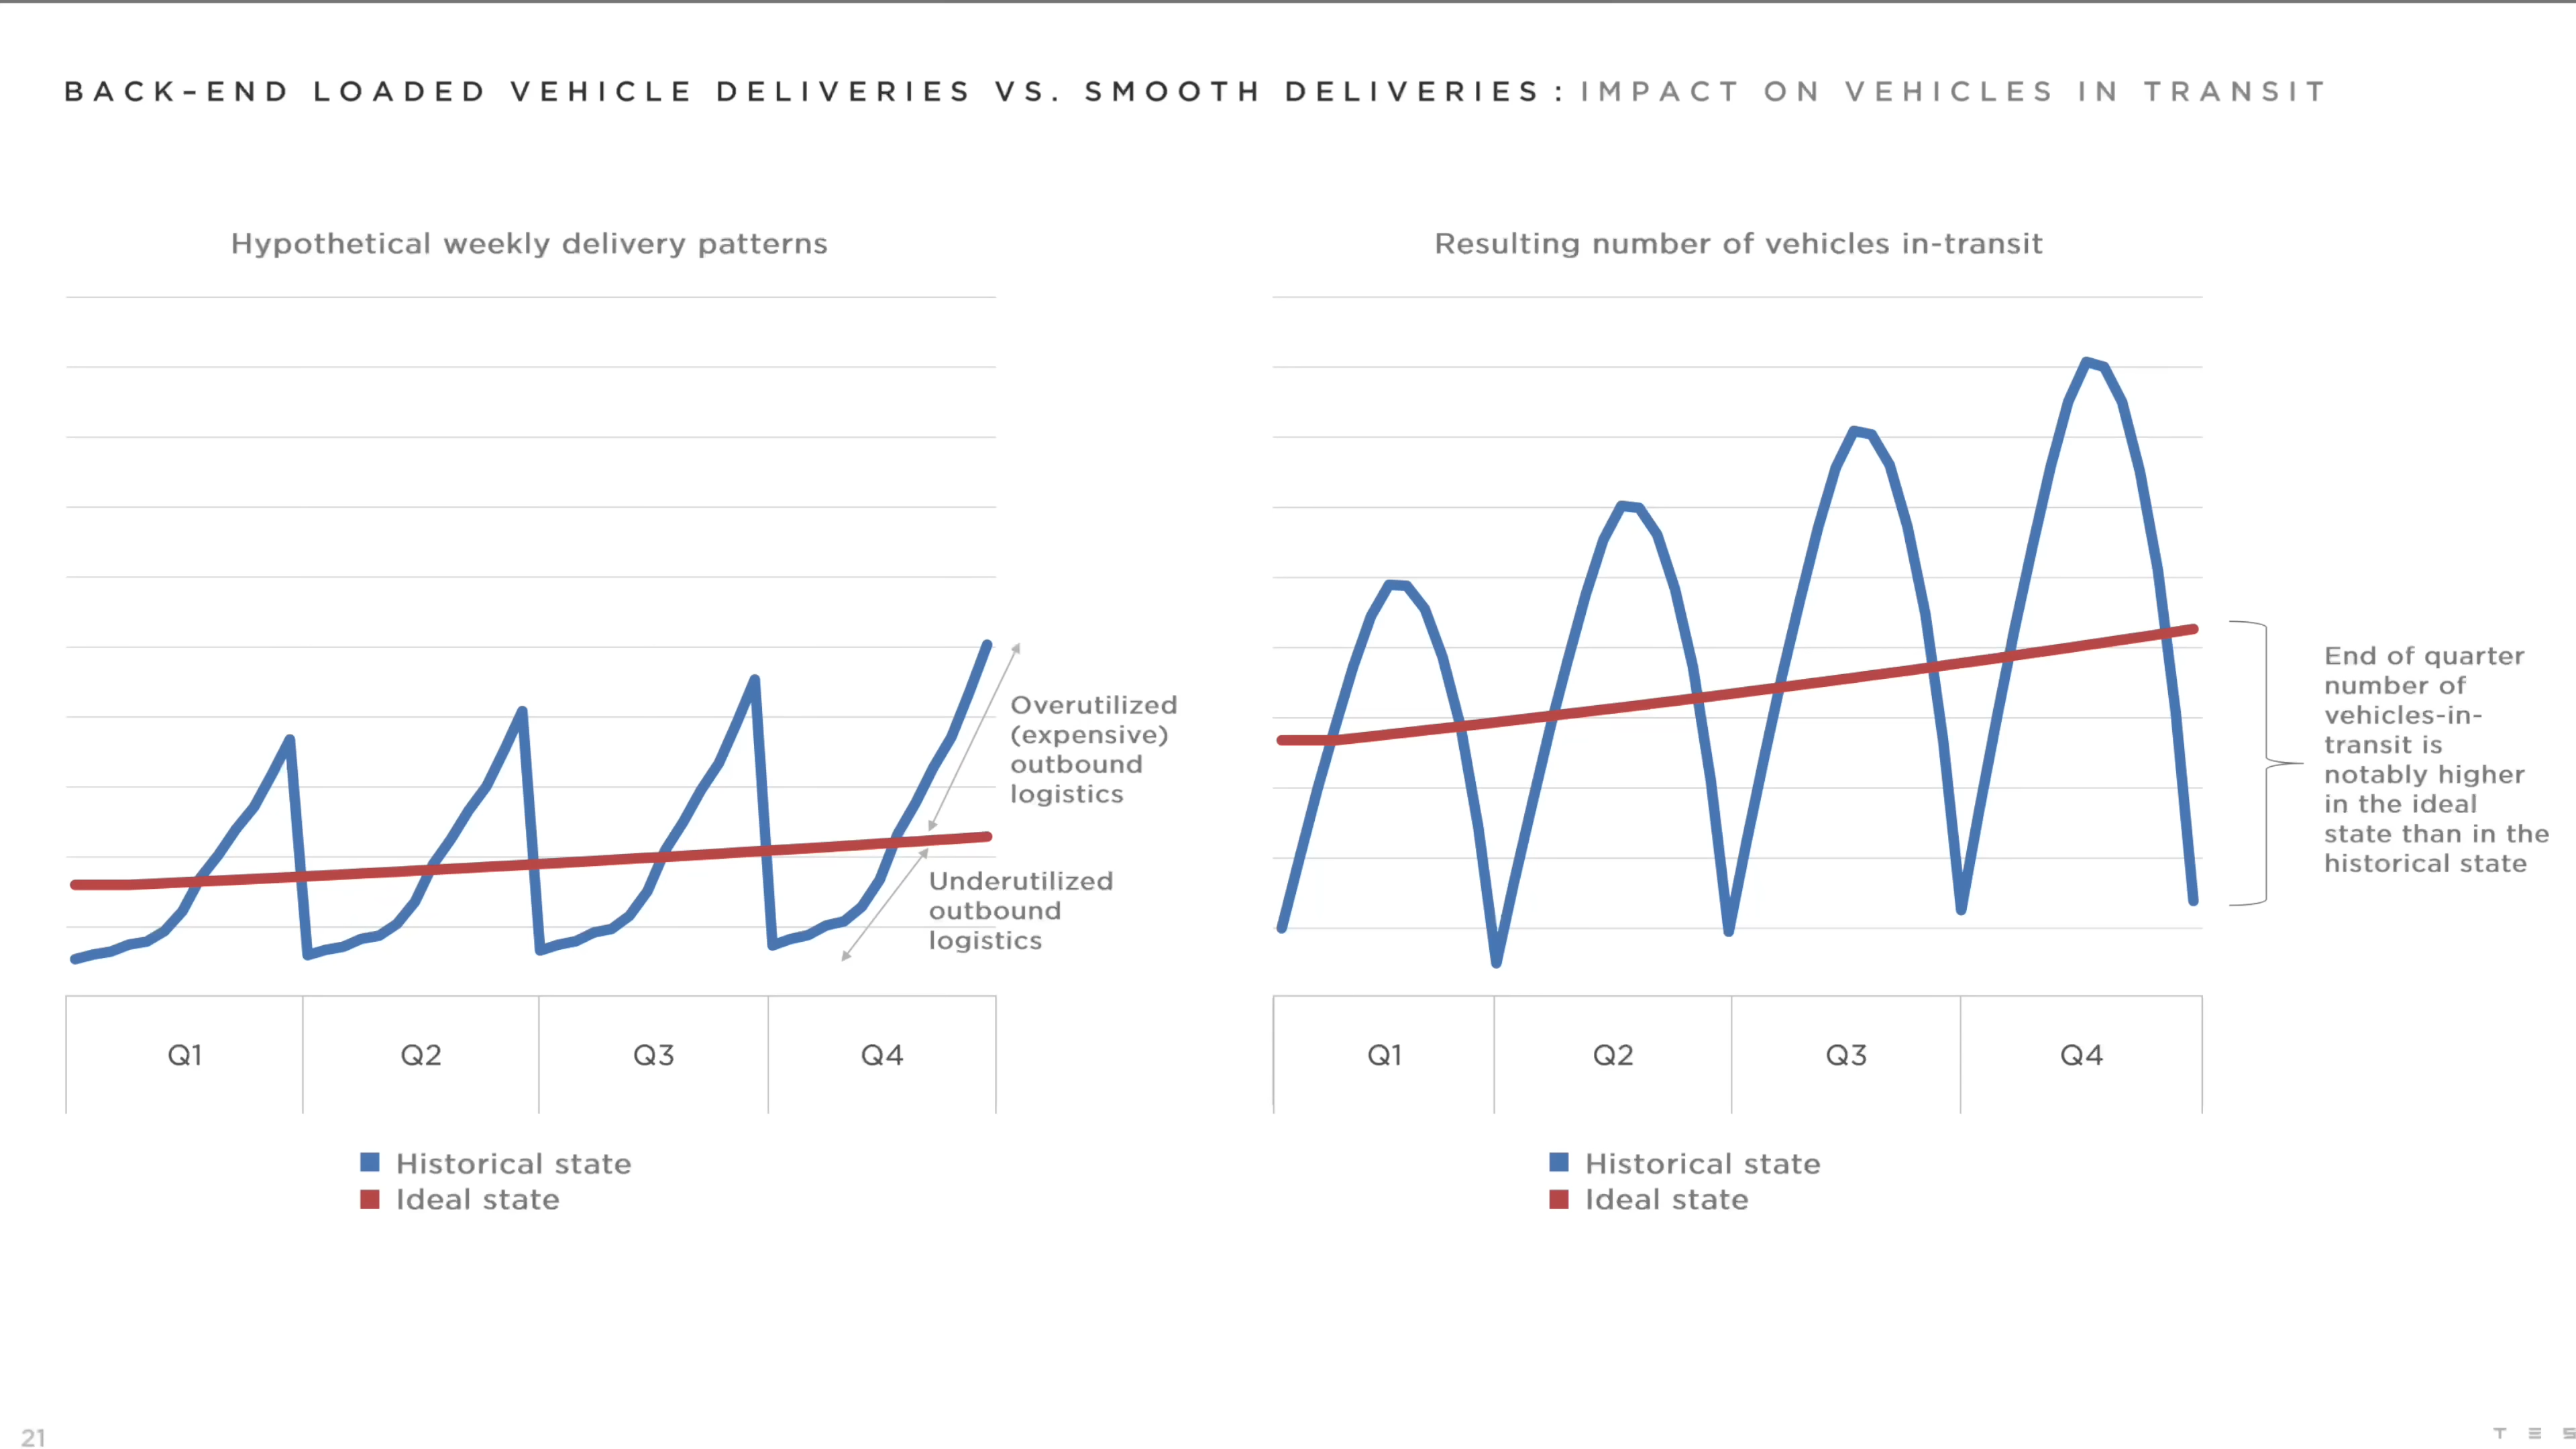 BACK-END LOADED VEHICLE DELIVERIES VS. SMOOTH DELIVERIES: IMPACT ON VEHICLES IN TRANSIT
Hypothetical weekly delivery patterns
Overutilized
(expensive)
outbound
logistics
Underutilized
outbound
logistics
Q1 Q2 Q3 Q4
Historical state
Ideal state
Resulting number of vehicles in-transit
End of quarter
number of
vehicles-in-
transit is
notably higher
in the ideal
state than in the
historical state
Q1 Q2 Q3 Q4
Historical state
Ideal state
21
TES